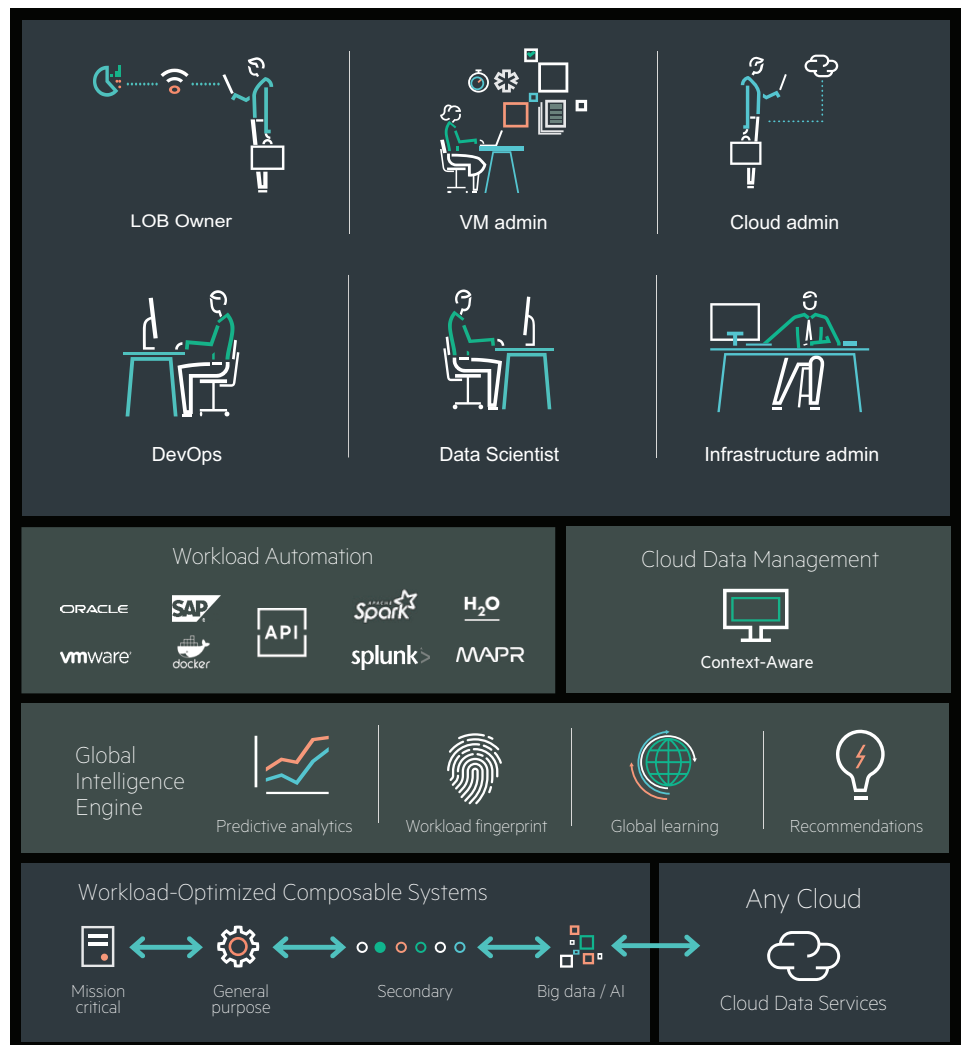 LOB Owner
VM admin
Cloud admin
DevOps
Data Scientist
Infrastructure admin
Workload Automation
ORACLE
SAP
API
APACHE
Spark
H2O
vmware
docker
splunk>
MAPR
Cloud Data Management
Context-Aware
Global
Intelligence
Engine
Predictive analytics
Workload fingerprint
Global learning
Recommendations
Workload-Optimized Composable Systems
Mission
critical
General
purpose
Secondary
Big data / AI
Any Cloud
Cloud Data Services